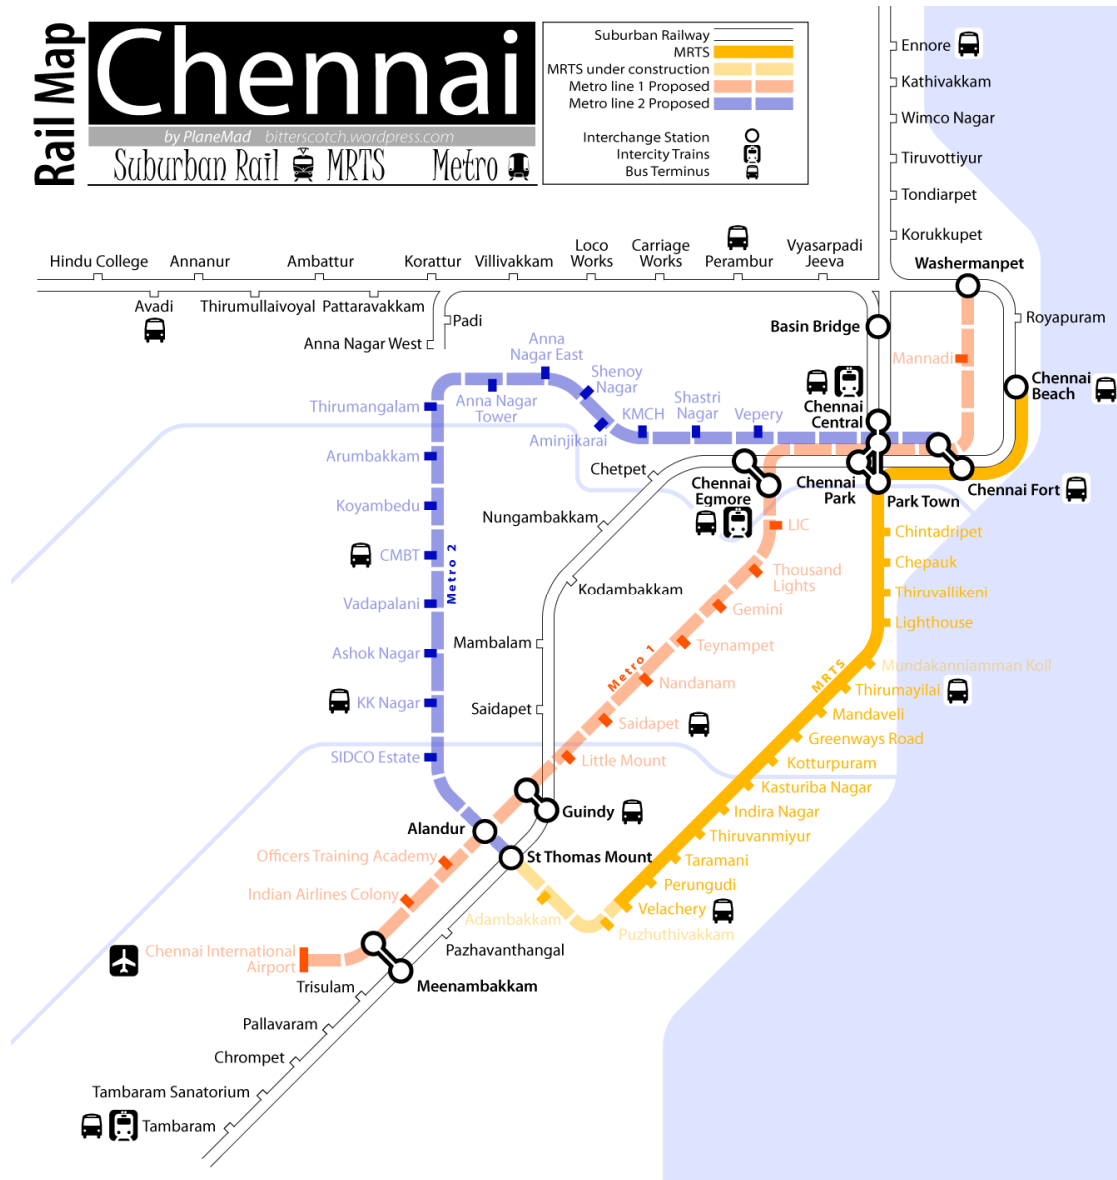 Rail Map
Chennai
by PlaneMad bitterscotch.wordpress.com
Suburban Rail MRTS Metro
Suburban Railway
MRTS
MRTS under construction
Metro line 1 Proposed
Metro line 2 Proposed
Interchange Station
Intercity Trains
Bus Terminus
Ennore
Kathivakkam
Wimco Nagar
Tiruvottiyur
Tondiarpet
Korukkupet
Washermanpet
Hindu College
Annanur
Ambattur
Korattur
Villivakkam
Loco
Works
Carriage
Works
Perambur
Vyasarpadi
Jeeva
Avadi
Thirumullaivoyal
Pattaravakkam
Padi
Anna Nagar West
Basin Bridge
Royapuram
Mannadi
Chennai
Beach
Chennai
Central
Anna
Nagar East
Shenoy
Nagar
Thirumangalam
Anna Nagar
Tower
Aminjikarai
KMCH
Shastri
Nagar
Vepery
Arumbakkam
Koyambedu
CMBT
Metro 2
Vadapalani
Ashok Nagar
KK Nagar
SIDCO Estate
Chetpet
Chennai
Egmore
Chennai
Park
Park Town
Chennai Fort
Nungambakkam
Kodambakkam
Mambalam
Saidapet
LIC
Thousand
Lights
Gemini
Teynampet
Metro 1
Nandanam
Saidapet
Little Mount
Chintadripet
Chepauk
Thiruvallikeni
Lighthouse
Mundakanniamman Koil
MRTS
Thirumayilai
Mandaveli
Greenways Road
Kotturpuram
Kasturiba Nagar
Indira Nagar
Thiruvanmiyur
Taramani
Perungudi
Velachery
Puzhuthivakkam
Adambakkam
Guindy
Alandur
St Thomas Mount
Officers Training Academy
Indian Airlines Colony
Chennai International
Airport
Pazhavanthangal
Meenambakkam
Trisulam
Pallavaram
Chrompet
Tambaram Sanatorium
Tambaram